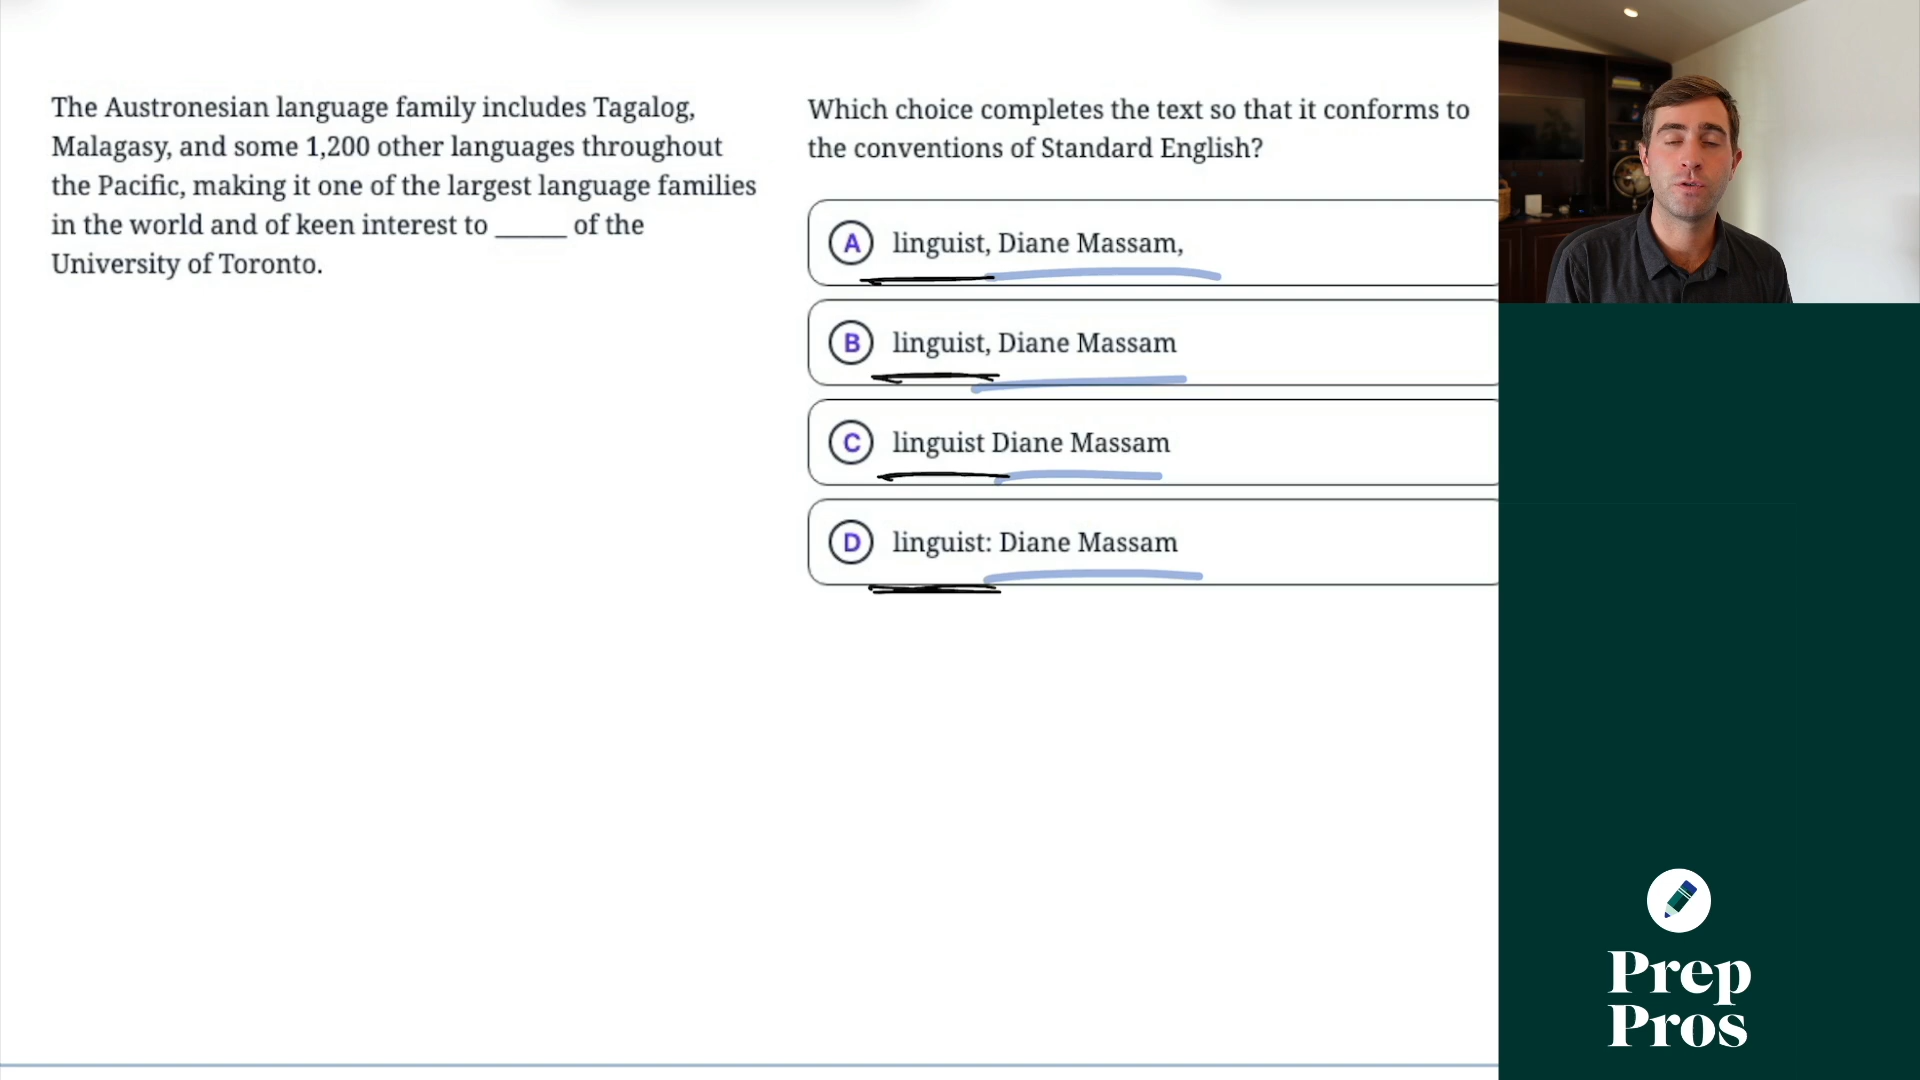 The Austronesian language family includes Tagalog,
Malagasy, and some 1,200 other languages throughout
the Pacific, making it one of the largest language families
in the world and of keen interest to ______ of the
University of Toronto.
Which choice completes the text so that it conforms to
the conventions of Standard English?
A linguist, Diane Massam,
B linguist, Diane Massam
C linguist Diane Massam
D linguist: Diane Massam
Prep
Pros